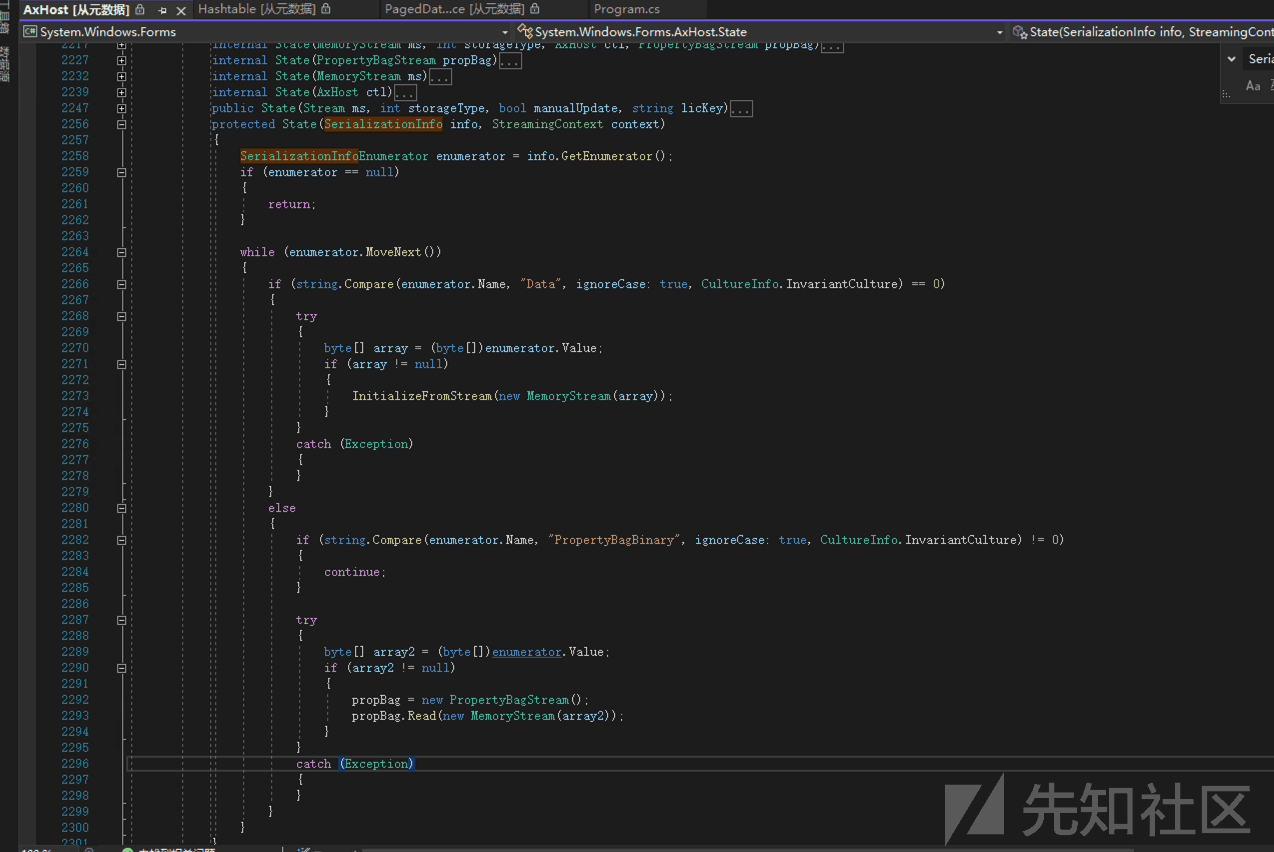 AxHost [从元数据]
Hashtable [从元数据]
PagedDat...ce [从元数据]
Program.cs
System.Windows.Forms
System.Windows.Forms.AxHost.State
State(SerializationInfo info, StreamingCont
2217 internal State(MemoryStream ms, int storageType, AxHost ctl, PropertyBagStream propBag)...
2227 internal State(PropertyBagStream propBag)...
2232 internal State(MemoryStream ms)...
2239 internal State(AxHost ctl)...
2247 public State(Stream ms, int storageType, bool manualUpdate, string licKey)...
2256 protected State(SerializationInfo info, StreamingContext context)
2257 {
2258 SerializationInfoEnumerator enumerator = info.GetEnumerator();
2259 if (enumerator == null)
2260 {
2261 return;
2262 }
2263
2264 while (enumerator.MoveNext())
2265 {
2266 if (string.Compare(enumerator.Name, "Data", ignoreCase: true, CultureInfo.InvariantCulture) == 0)
2267 {
2268 try
2269 {
2270 byte[] array = (byte[])enumerator.Value;
2271 if (array != null)
2272 {
2273 InitializeFromStream(new MemoryStream(array));
2274 }
2275 }
2276 catch (Exception)
2277 {
2278 }
2279 }
2280 else
2281 {
2282 if (string.Compare(enumerator.Name, "PropertyBagBinary", ignoreCase: true, CultureInfo.InvariantCulture) != 0)
2283 {
2284 continue;
2285 }
2286
2287 try
2288 {
2289 byte[] array2 = (byte[])enumerator.Value;
2290 if (array2 != null)
2291 {
2292 propBag = new PropertyBagStream();
2293 propBag.Read(new MemoryStream(array2));
2294 }
2295 }
2296 catch (Exception)
2297 {
2298 }
2299 }
2300 }
2301 }
Seria
Aa
先知社区